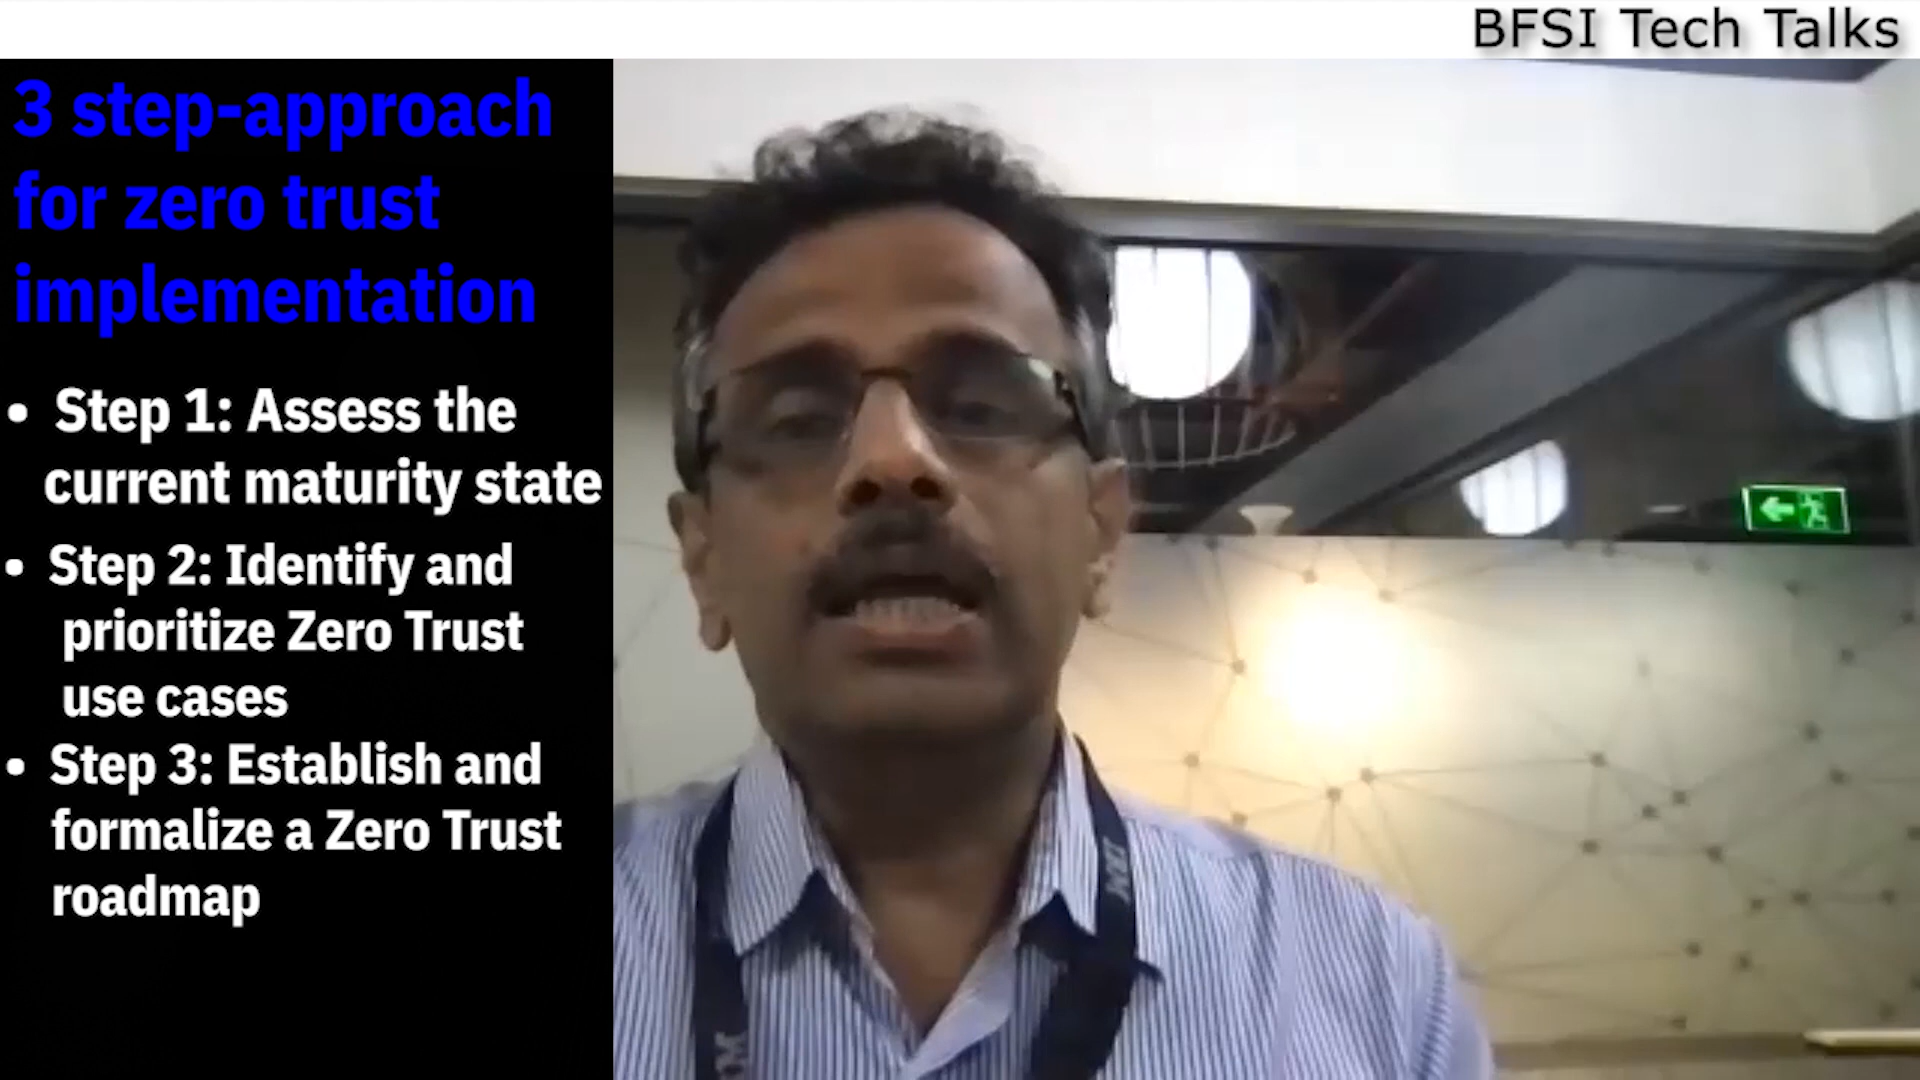 BFSI Tech Talks
3 step-approach
for zero trust
implementation
• Step 1: Assess the
current maturity state
• Step 2: Identify and
prioritize Zero Trust
use cases
• Step 3: Establish and
formalize a Zero Trust
roadmap